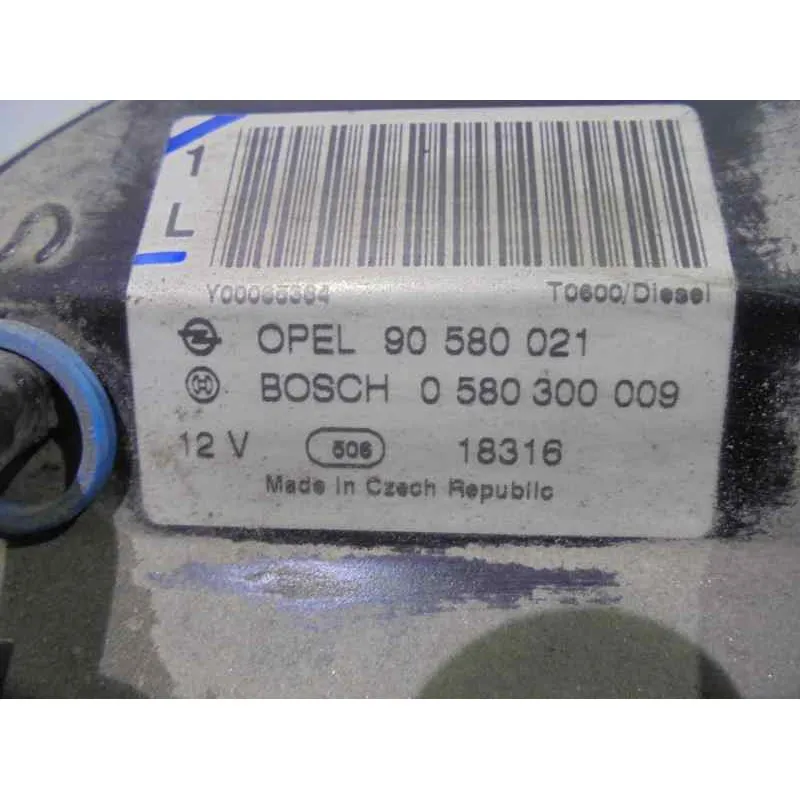 1
L
T0600/Diesel
OPEL 90 580 021
BOSCH 0 580 300 009
12 V 506 18316
Made in Czech Republic